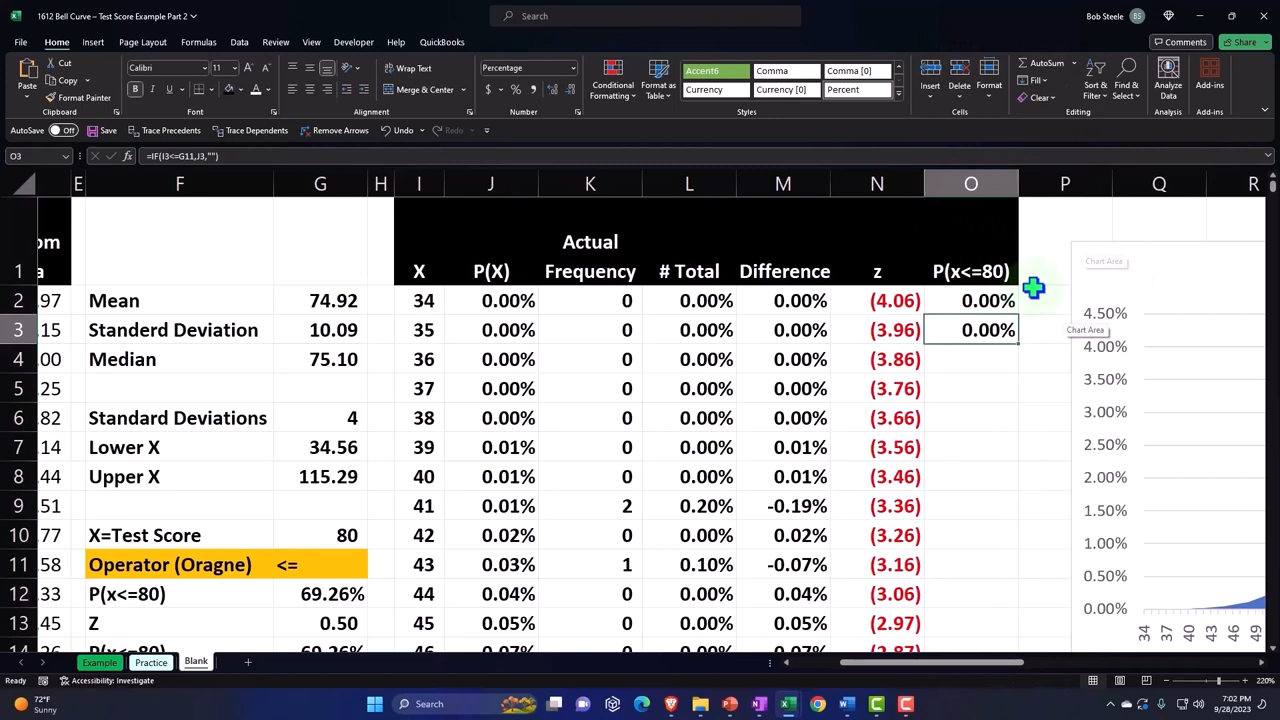 1612 Bell Curve – Test Score Example Part 2
Search
Bob Steele BS
File Home Insert Page Layout Formulas Data Review View Developer Help QuickBooks
Comments Share
Paste Cut Copy Format Painter
Calibri 11
Wrap Text
Merge & Center
Percentage
Conditional Formatting
Format as Table
Accent6 Comma Comma [0]
Currency Currency [0] Percent
Insert Delete Format
AutoSum Fill Clear
Sort & Filter
Find & Select
Analyze Data
Add-ins
Clipboard Font Alignment Number Styles Cells Editing Analysis Add-ins
AutoSave Off Save Trace Precedents Trace Dependents Remove Arrows Undo Redo
O3 fx =IF(I3<=G11,J3,"")
E F G H I J K L M N O P Q R
om
a
1 X P(X) Actual Frequency # Total Difference z P(x<=80)
2 .97 Mean 74.92 34 0.00% 0 0.00% 0.00% (4.06) 0.00%
3 .15 Standerd Deviation 10.09 35 0.00% 0 0.00% 0.00% (3.96) 0.00%
4 .00 Median 75.10 36 0.00% 0 0.00% 0.00% (3.86)
5 .25 37 0.00% 0 0.00% 0.00% (3.76)
6 .82 Standard Deviations 4 38 0.00% 0 0.00% 0.00% (3.66)
7 .14 Lower X 34.56 39 0.01% 0 0.00% 0.01% (3.56)
8 .44 Upper X 115.29 40 0.01% 0 0.00% 0.01% (3.46)
9 .51 41 0.01% 2 0.20% -0.19% (3.36)
10 .77 X=Test Score 80 42 0.02% 0 0.00% 0.02% (3.26)
11 .58 Operator (Oragne) <= 43 0.03% 1 0.10% -0.07% (3.16)
12 .33 P(x<=80) 69.26% 44 0.04% 0 0.00% 0.04% (3.06)
13 .45 Z 0.50 45 0.05% 0 0.00% 0.05% (2.97)
14 .66 P(x<=80) 69.26% 46 0.07% 0 0.00% 0.07% (2.87)
Chart Area
Chart Area
4.50%
4.00%
3.50%
3.00%
2.50%
2.00%
1.50%
1.00%
0.50%
0.00%
34 37 40 43 46 49
Example Practice Blank
Ready Accessibility: Investigate 220%
72°F
Sunny
Search
7:02 PM
9/28/2023